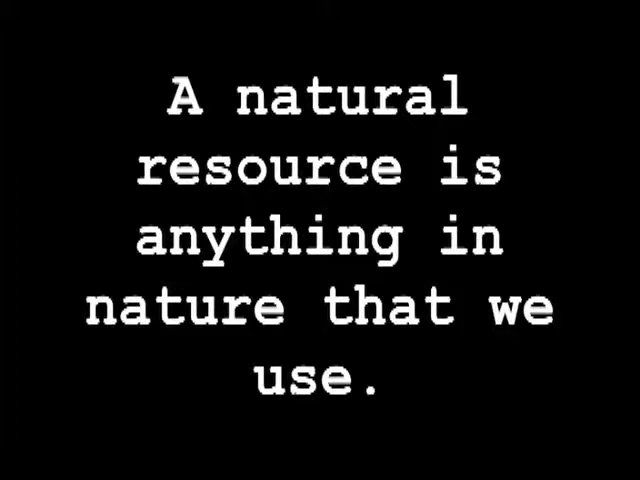 A natural
resource is
anything in
nature that we
use.